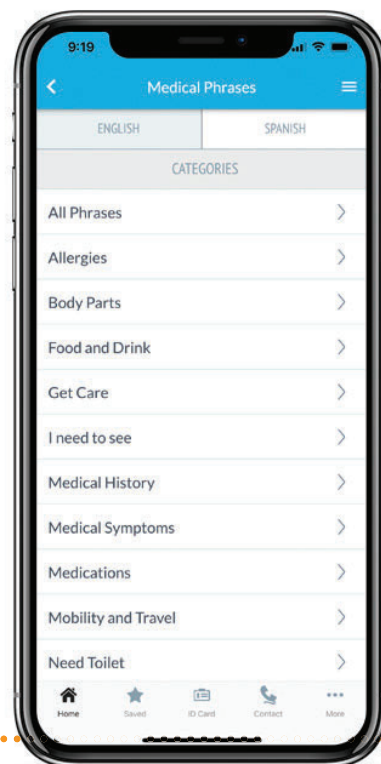 9:19
Medical Phrases
ENGLISH SPANISH
CATEGORIES
All Phrases
Allergies
Body Parts
Food and Drink
Get Care
I need to see
Medical History
Medical Symptoms
Medications
Mobility and Travel
Need Toilet
Home Saved ID Card Contact More